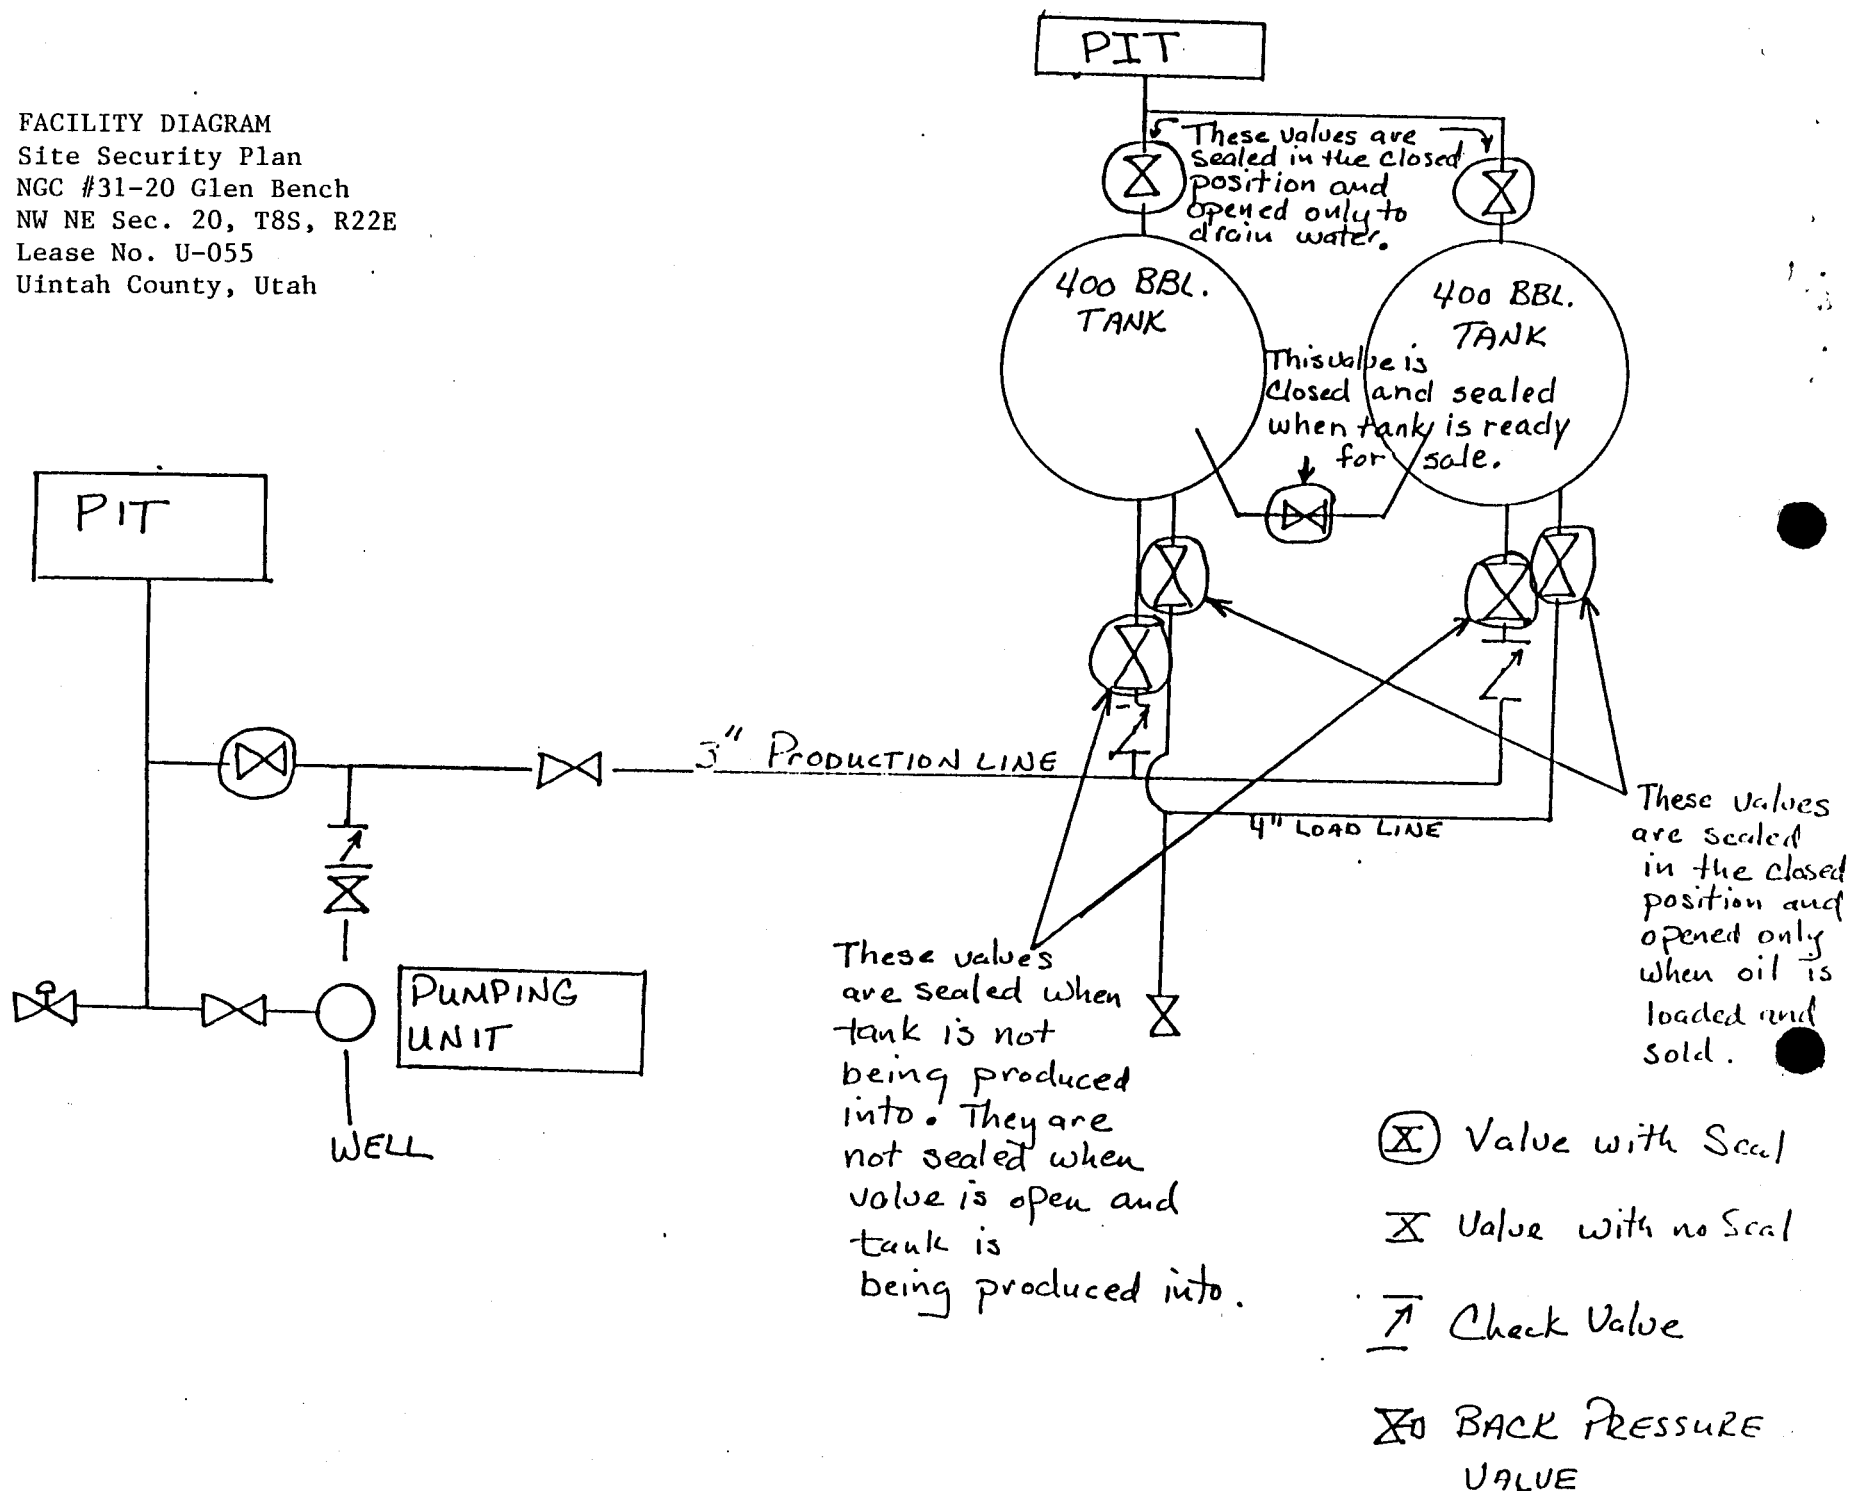 FACILITY DIAGRAM
Site Security Plan
NGC #31-20 Glen Bench
NW NE Sec. 20, T8S, R22E
Lease No. U-055
Uintah County, Utah
PIT
These values are
sealed in the closed
position and
opened only to
drain water.
400 BBL.
TANK
400 BBL.
TANK
This value is
closed and sealed
when tank is ready
for sale.
PIT
3" PRODUCTION LINE
4" LOAD LINE
These values
are sealed
in the closed
position and
opened only
when oil is
loaded and
sold.
These values
are sealed when
tank is not
being produced
into. They are
not sealed when
value is open and
tank is
being produced into.
PUMPING
UNIT
WELL
Value with Seal
Value with no Seal
Check Value
BACK PRESSURE
VALUE